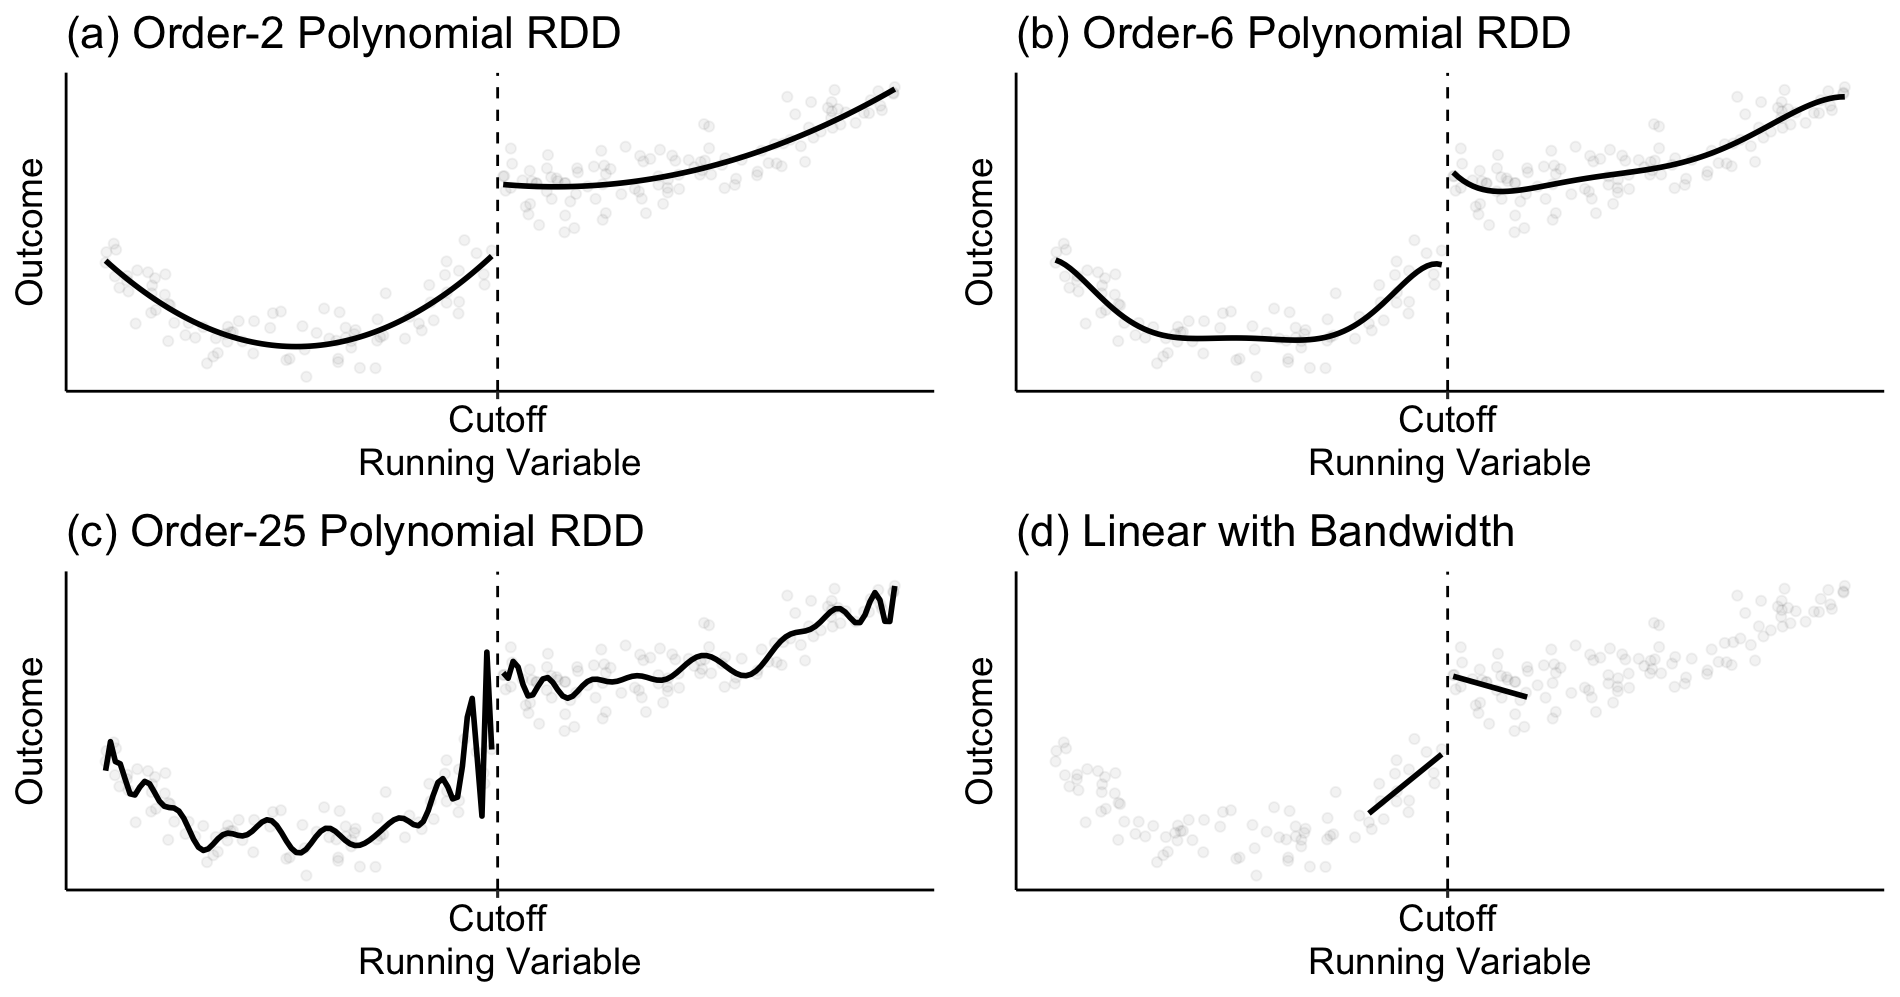 (a) Order-2 Polynomial RDD
Outcome
Cutoff
Running Variable
(b) Order-6 Polynomial RDD
Outcome
Cutoff
Running Variable
(c) Order-25 Polynomial RDD
Outcome
Cutoff
Running Variable
(d) Linear with Bandwidth
Outcome
Cutoff
Running Variable